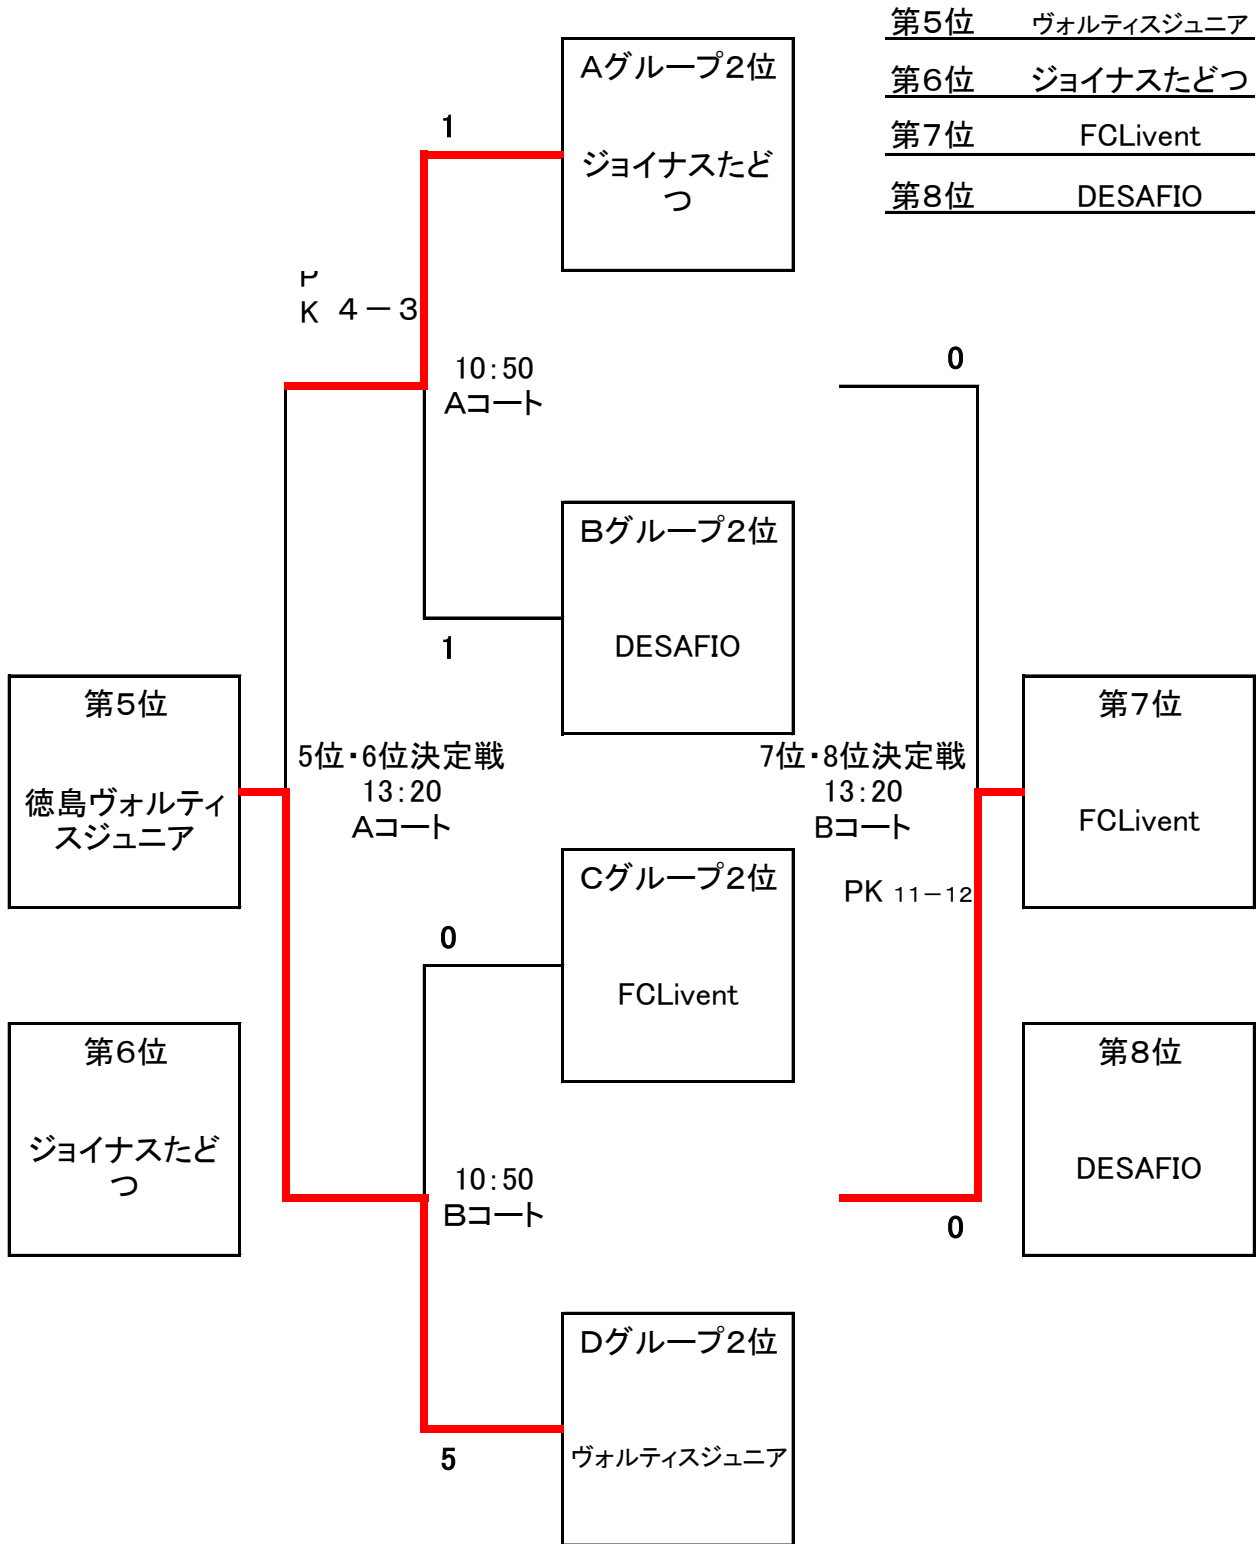 第5位 ヴォルティスジュニア
第6位 ジョイナスたどつ
第7位 FCLivent
第8位 DESAFIO
Aグループ2位
ジョイナスたど
つ
1
P
K 4-3
10:50
Aコート
0
Bグループ2位
DESAFIO
1
第5位
徳島ヴォルティ
スジュニア
5位・6位決定戦
13:20
Aコート
7位・8位決定戦
13:20
Bコート
PK 11-12
第7位
FCLivent
Cグループ2位
FCLivent
0
第6位
ジョイナスたど
つ
10:50
Bコート
0
第8位
DESAFIO
Dグループ2位
ヴォルティスジュニア
5